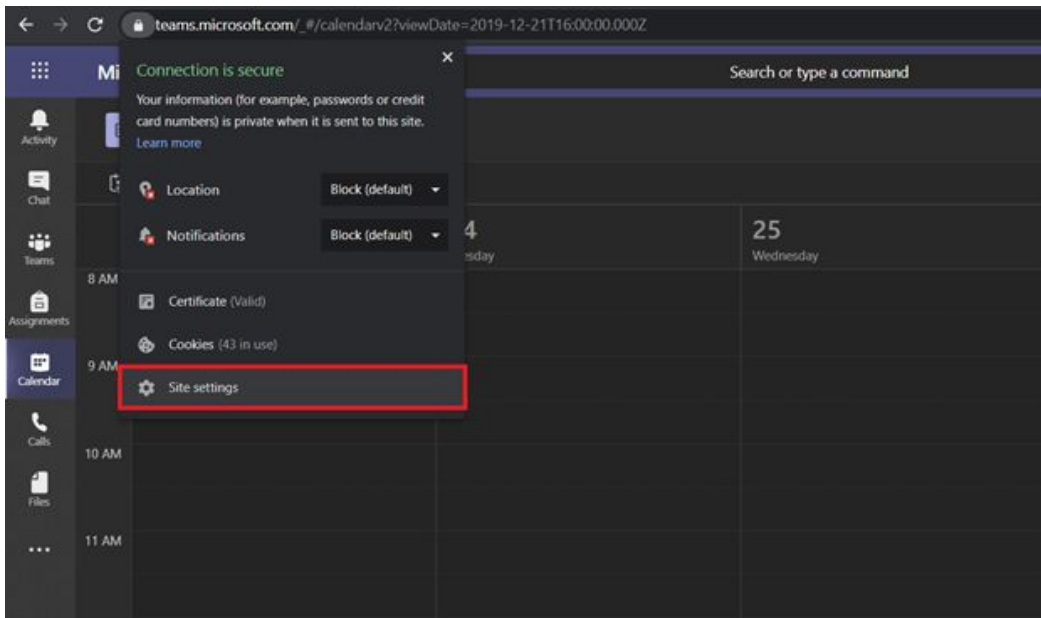 teams.microsoft.com/_#/calendarv2?viewDate=2019-12-21T16:00:00.000Z
Mi
Search or type a command
Connection is secure
Your information (for example, passwords or credit
card numbers) is private when it is sent to this site.
Learn more
Location Block (default)
Notifications Block (default)
Certificate (Valid)
Cookies (43 in use)
Site settings
Activity
Chat
Teams
Assignments
Calendar
Calls
Files
4
sday
25
Wednesday
8 AM
9 AM
10 AM
11 AM